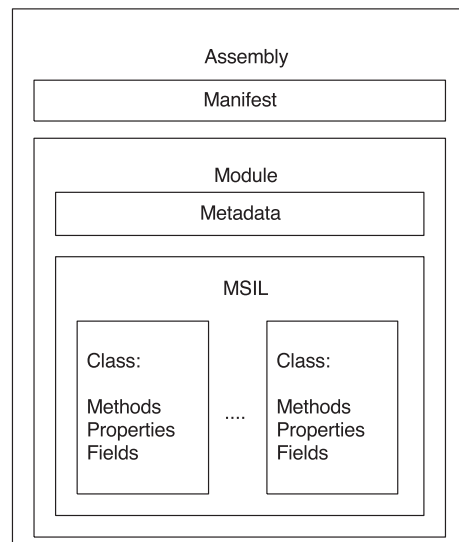 Assembly
Manifest
Module
Metadata
MSIL
Class:
Methods
Properties
Fields
....
Class:
Methods
Properties
Fields